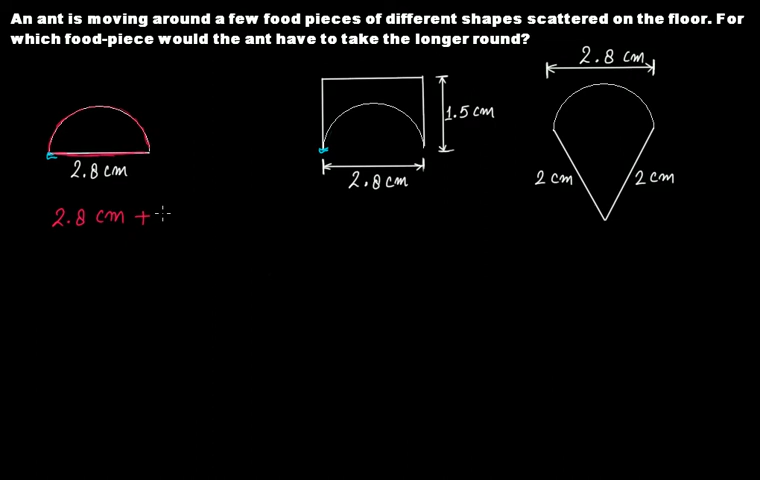 An ant is moving around a few food pieces of different shapes scattered on the floor. For
which food-piece would the ant have to take the longer round?
2.8 cm
1.5 cm
2.8 cm
2.8 cm
2 cm
2 cm
2.8 cm +